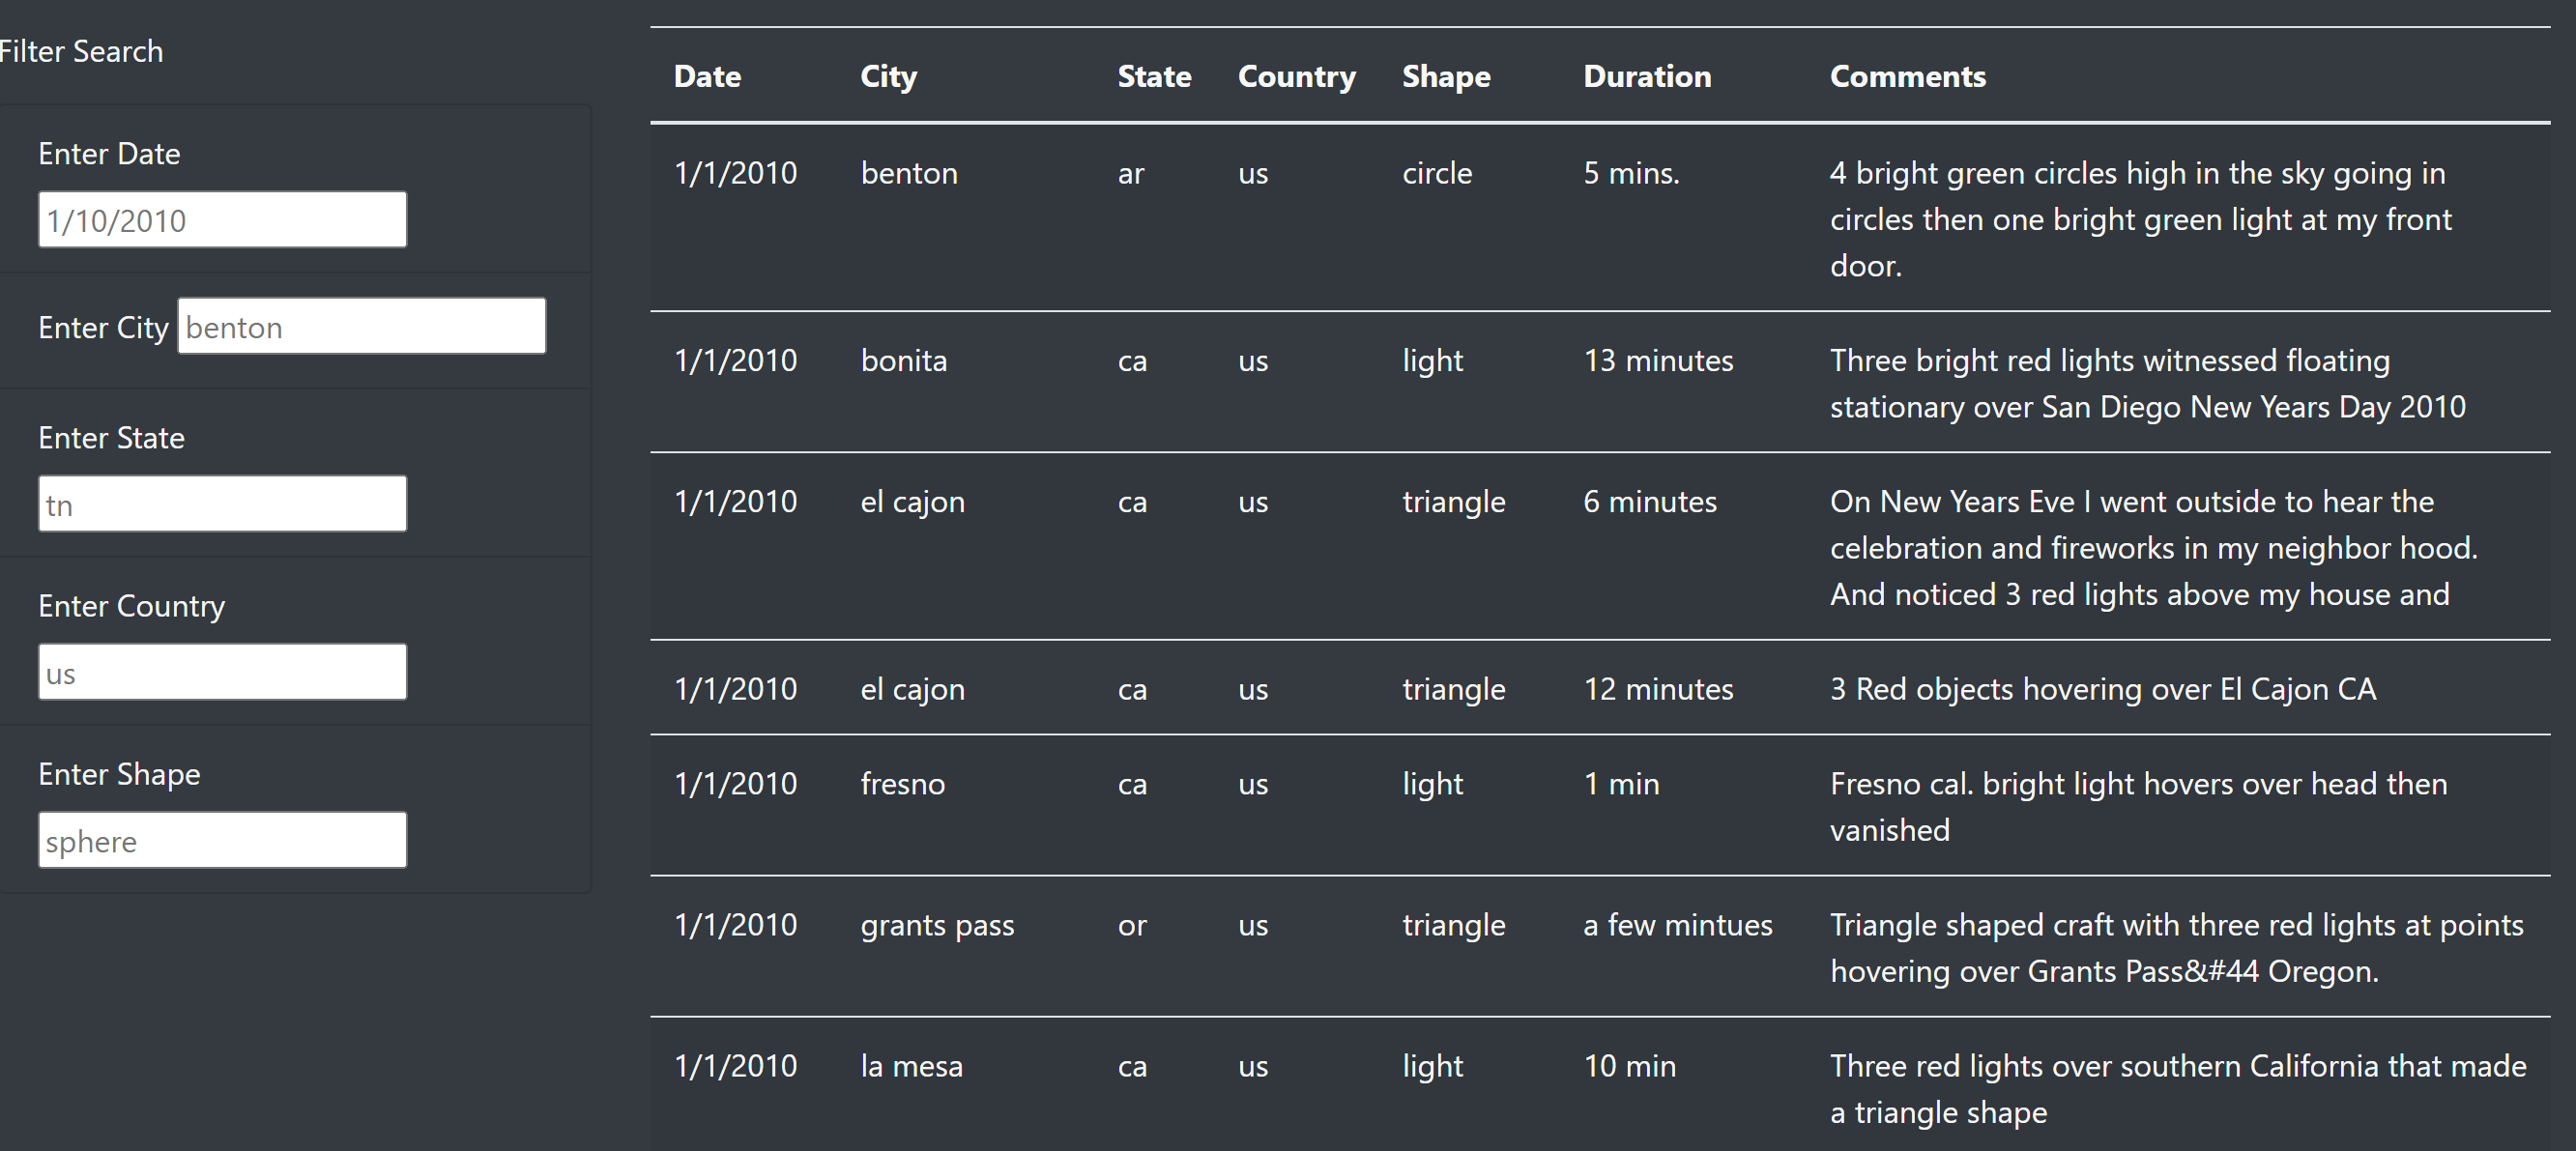 Filter Search
Enter Date
1/10/2010
Enter City benton
Enter State
tn
Enter Country
us
Enter Shape
sphere
Date City State Country Shape Duration Comments
1/1/2010 benton ar us circle 5 mins. 4 bright green circles high in the sky going in
circles then one bright green light at my front
door.
1/1/2010 bonita ca us light 13 minutes Three bright red lights witnessed floating
stationary over San Diego New Years Day 2010
1/1/2010 el cajon ca us triangle 6 minutes On New Years Eve I went outside to hear the
celebration and fireworks in my neighbor hood.
And noticed 3 red lights above my house and
1/1/2010 el cajon ca us triangle 12 minutes 3 Red objects hovering over El Cajon CA
1/1/2010 fresno ca us light 1 min Fresno cal. bright light hovers over head then
vanished
1/1/2010 grants pass or us triangle a few mintues Triangle shaped craft with three red lights at points
hovering over Grants Pass&#44 Oregon.
1/1/2010 la mesa ca us light 10 min Three red lights over southern California that made
a triangle shape